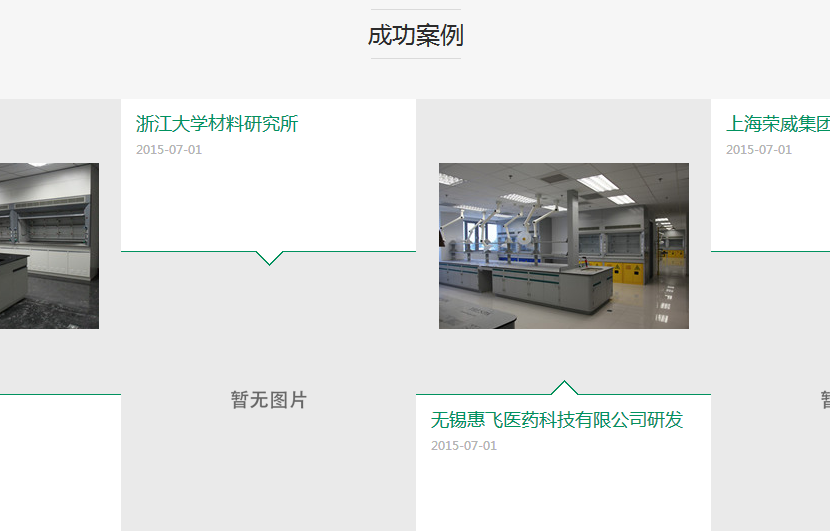 成功案例
浙江大学材料研究所
2015-07-01
暂无图片
无锡惠飞医药科技有限公司研发
2015-07-01
上海荣威集团
2015-07-01